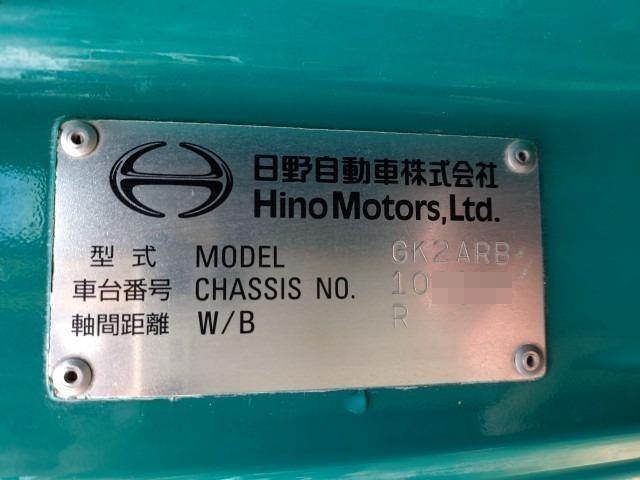 日野自動車株式会社
Hino Motors, Ltd.
型式 MODEL GK2ARB
車台番号 CHASSIS NO. 10
軸間距離 W/B R